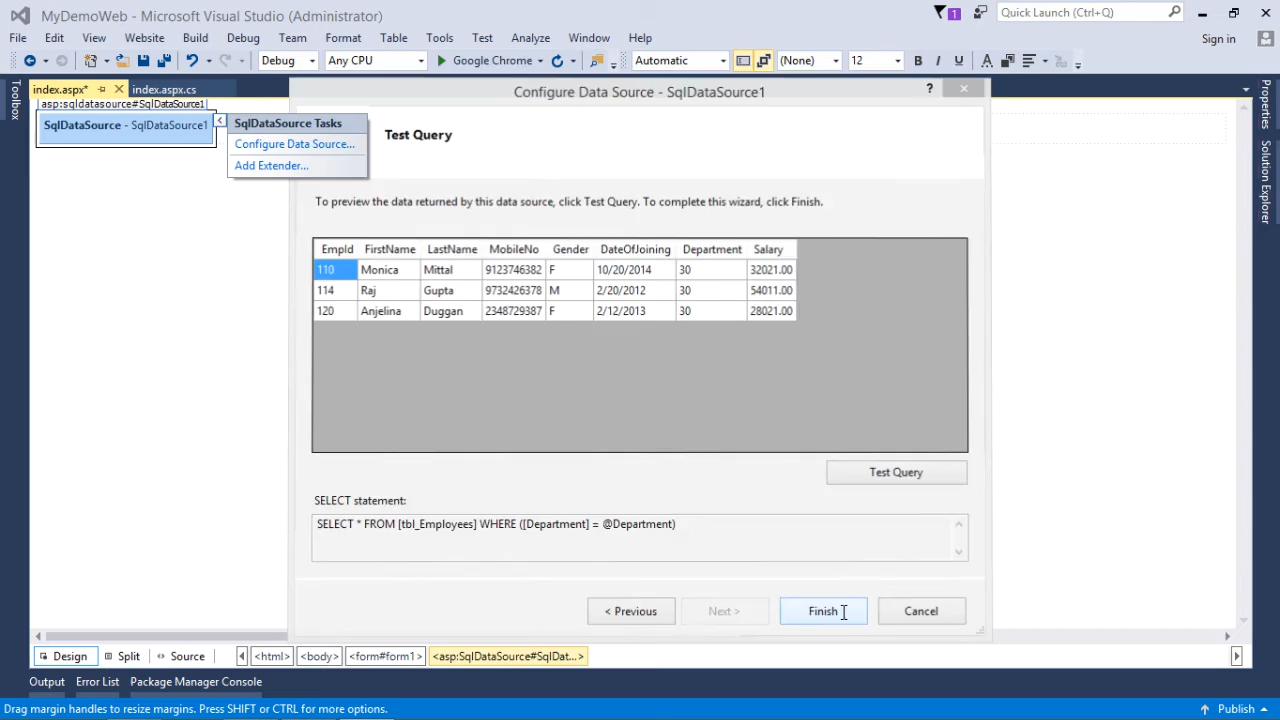 MyDemoWeb - Microsoft Visual Studio (Administrator)
1
Quick Launch (Ctrl+Q)
File Edit View Website Build Debug Team Format Table Tools Test Analyze Window Help
Sign in
Debug Any CPU Google Chrome Automatic (None) 12 B I U A
Toolbox
index.aspx* index.aspx.cs
asp:sqldatasource#SqlDataSource1
SqlDataSource - SqlDataSource1
SqlDataSource Tasks
Configure Data Source...
Add Extender...
Configure Data Source - SqlDataSource1
?
Test Query
To preview the data returned by this data source, click Test Query. To complete this wizard, click Finish.
EmpId FirstName LastName MobileNo Gender DateOfJoining Department Salary
110 Monica Mittal 9123746382 F 10/20/2014 30 32021.00
114 Raj Gupta 9732426378 M 2/20/2012 30 54011.00
120 Anjelina Duggan 2348729387 F 2/12/2013 30 28021.00
Test Query
SELECT statement:
SELECT * FROM [tbl_Employees] WHERE ([Department] = @Department)
< Previous Next > Finish Cancel
Properties
Solution Explorer
Design Split Source <html> <body> <form#form1> <asp:SqlDataSource#SqlDat...>
Output Error List Package Manager Console
Drag margin handles to resize margins. Press SHIFT or CTRL for more options.
Publish